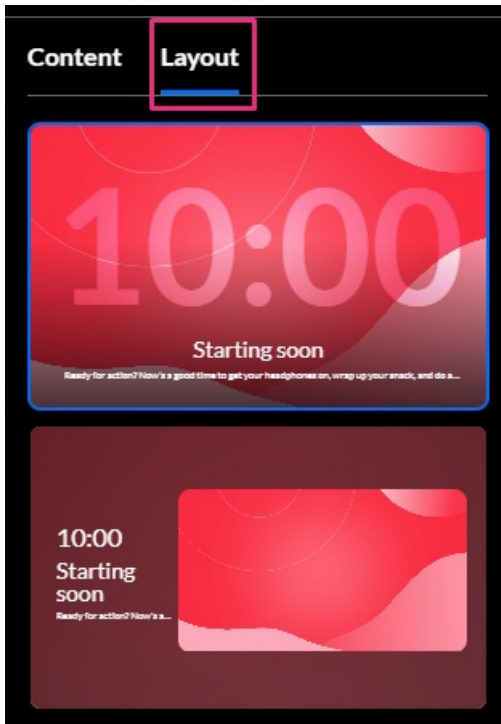 Content Layout
10:00
Starting soon
Ready for action? Now's a good time to get your headphones on, wrap up your snack, and do a...
10:00
Starting
soon
Ready for action? Now's a...